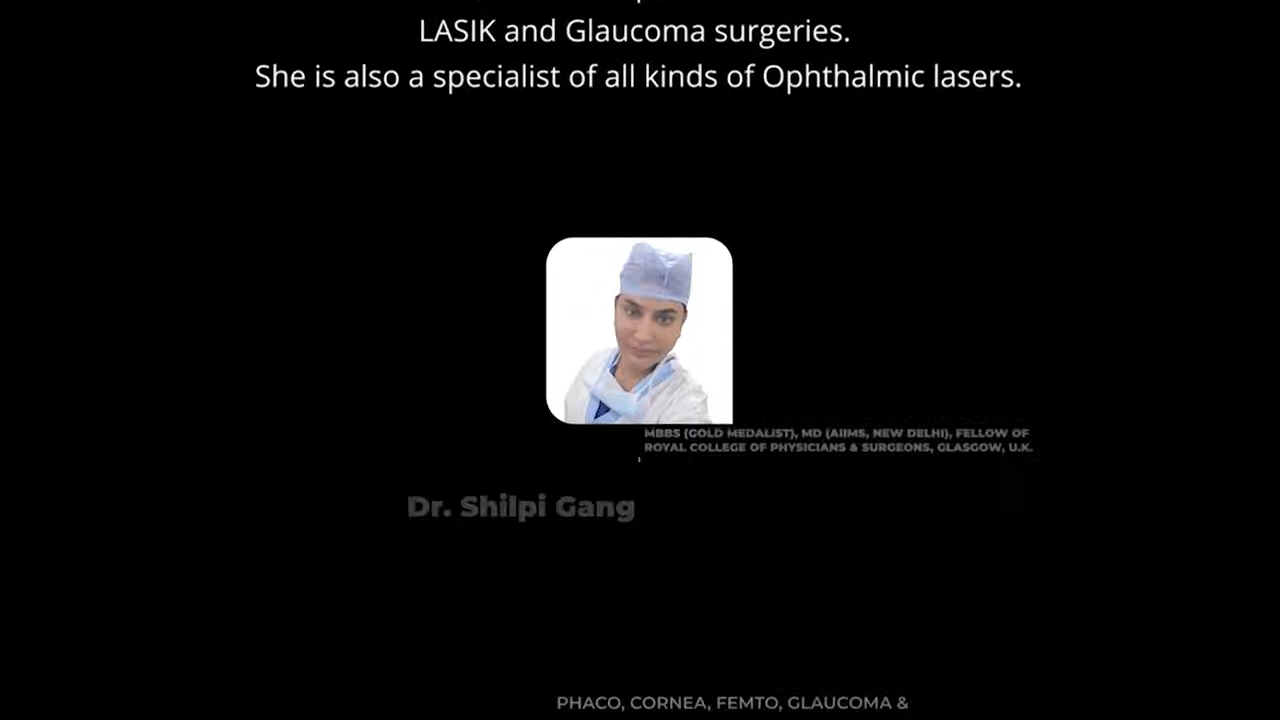 LASIK and Glaucoma surgeries.
She is also a specialist of all kinds of Ophthalmic lasers.
MBBS (GOLD MEDALIST), MD (AIIMS, NEW DELHI), FELLOW OF
ROYAL COLLEGE OF PHYSICIANS & SURGEONS, GLASGOW, U.K.
Dr. Shilpi Gang
PHACO, CORNEA, FEMTO, GLAUCOMA &